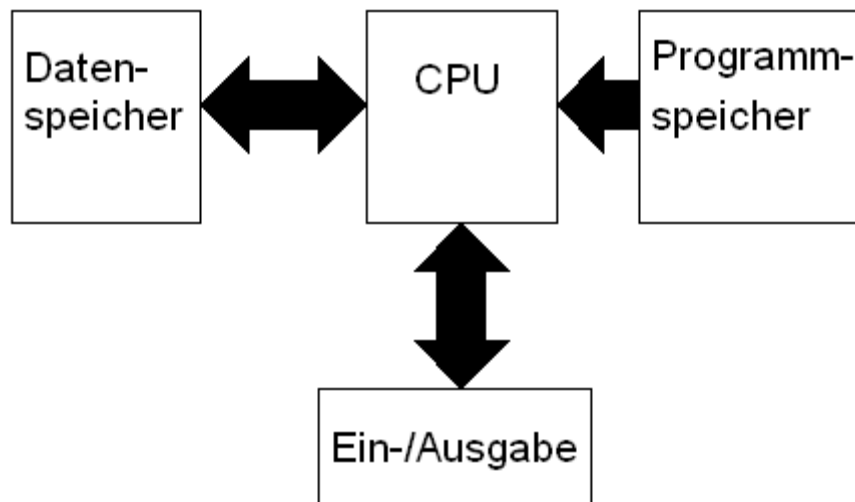 Daten-
speicher
CPU
Programm-
speicher
Ein-/Ausgabe